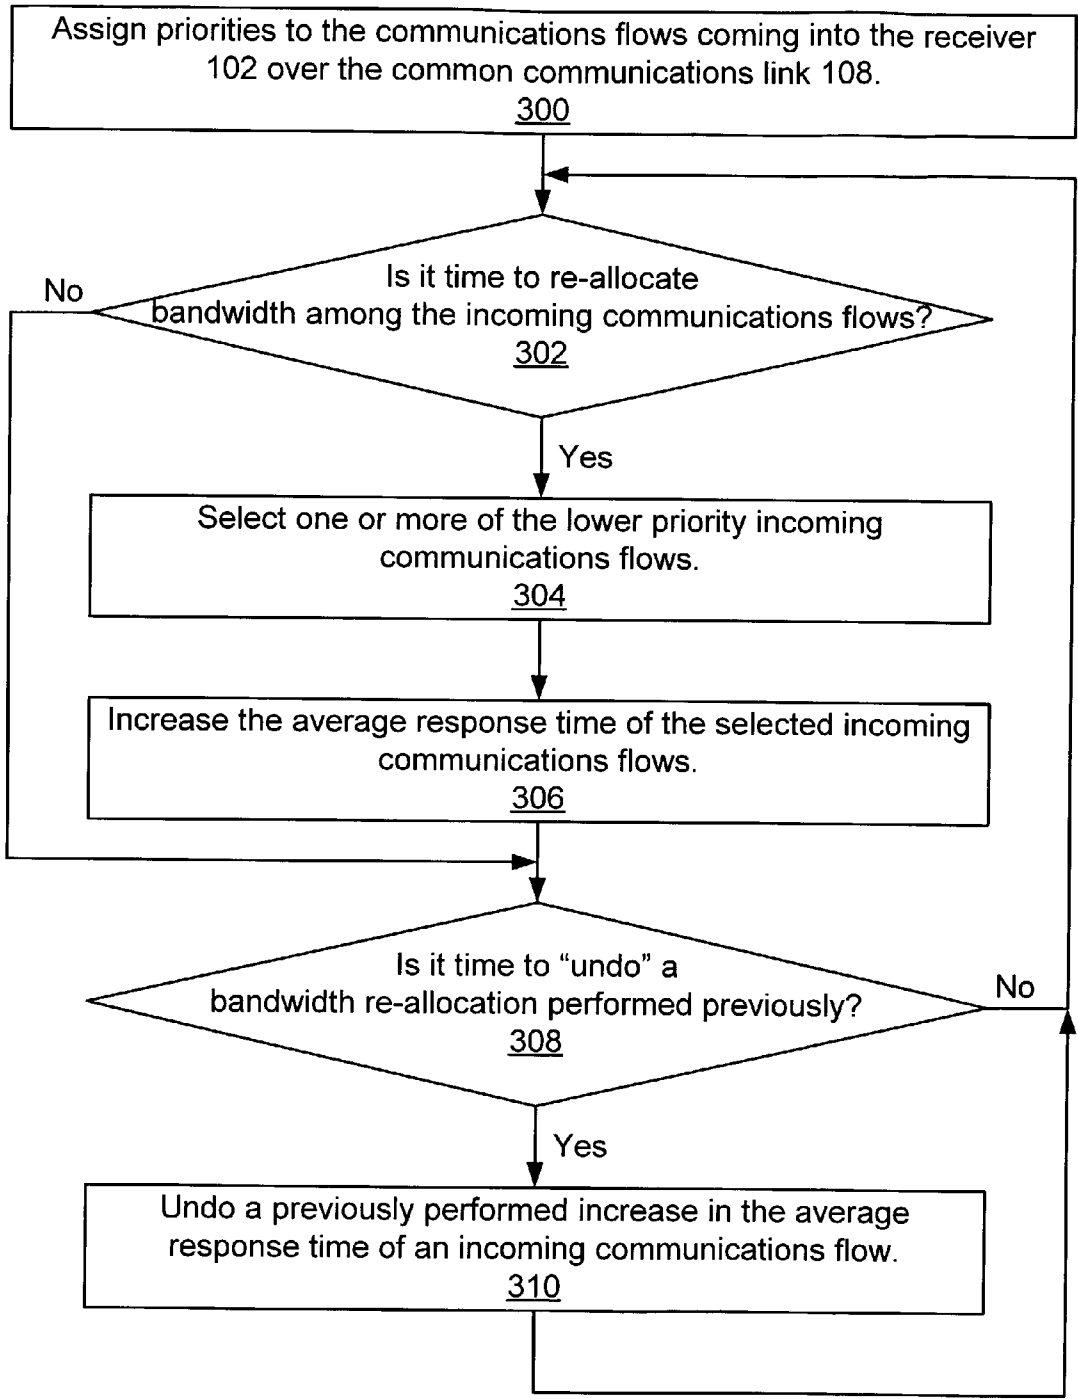 Assign priorities to the communications flows coming into the receiver
102 over the common communications link 108.
300
Is it time to re-allocate
bandwidth among the incoming communications flows?
302
No
Yes
Select one or more of the lower priority incoming
communications flows.
304
Increase the average response time of the selected incoming
communications flows.
306
Is it time to “undo” a
bandwidth re-allocation performed previously?
308
No
Yes
Undo a previously performed increase in the average
response time of an incoming communications flow.
310